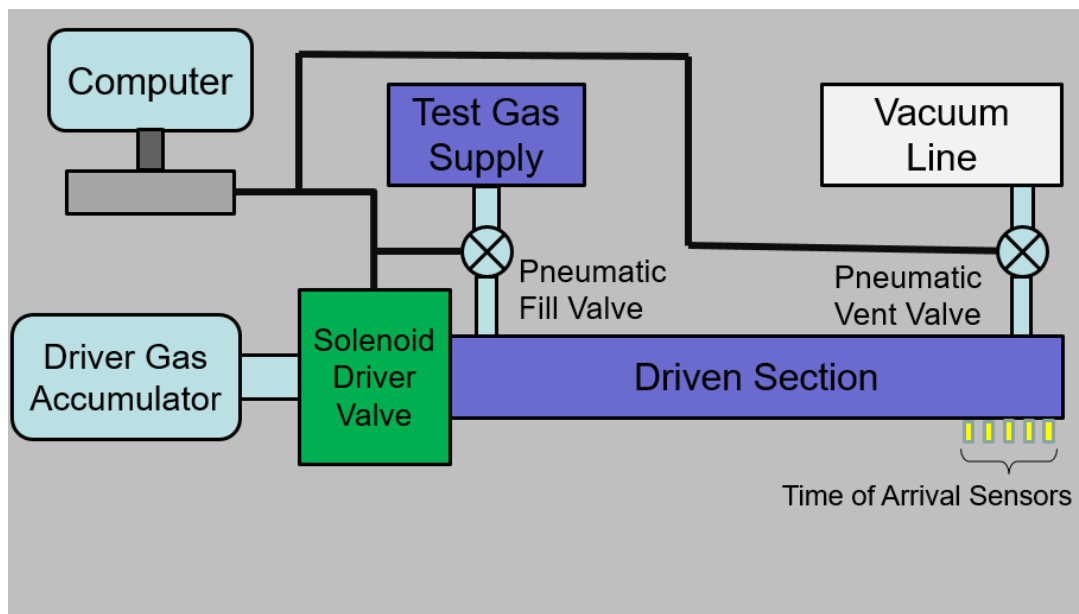 Computer
Test Gas
Supply
Vacuum
Line
Pneumatic
Fill Valve
Pneumatic
Vent Valve
Driver Gas
Accumulator
Solenoid
Driver
Valve
Driven Section
Time of Arrival Sensors